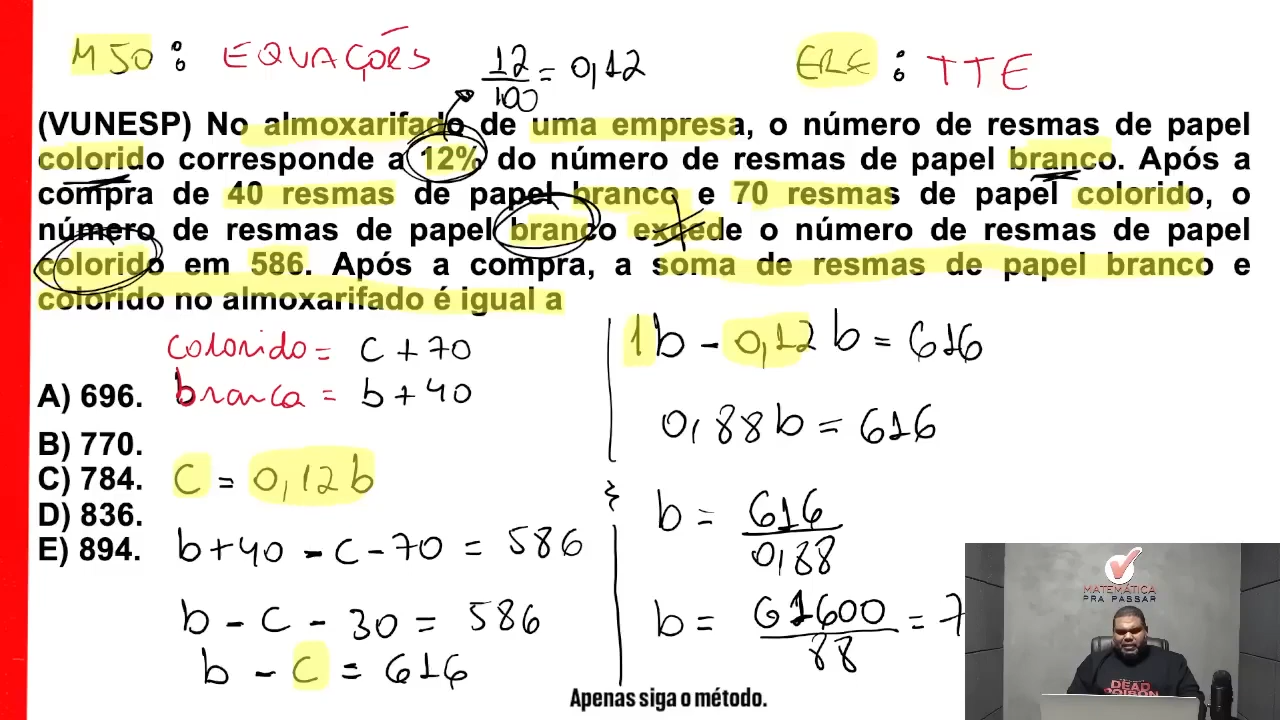 M50 : EQUAÇÕES
12/100 = 0,12
ERE : TTE
(VUNESP) No almoxarifado de uma empresa, o número de resmas de papel
colorido corresponde a 12% do número de resmas de papel branco. Após a
compra de 40 resmas de papel branco e 70 resmas de papel colorido, o
número de resmas de papel branco excede o número de resmas de papel
colorido em 586. Após a compra, a soma de resmas de papel branco e
colorido no almoxarifado é igual a
A) 696.
B) 770.
C) 784.
D) 836.
E) 894.
colorido = c + 70
branca = b + 40
C = 0,12b
b+40 - c - 70 = 586
b - c - 30 = 586
b - c = 616
1b - 0,12b = 616
0,88b = 616
b = 616/0,88
b = 61600/88 = 7
MATEMÁTICA
PRA PASSAR
DEAD
POISON
Apenas siga o método.